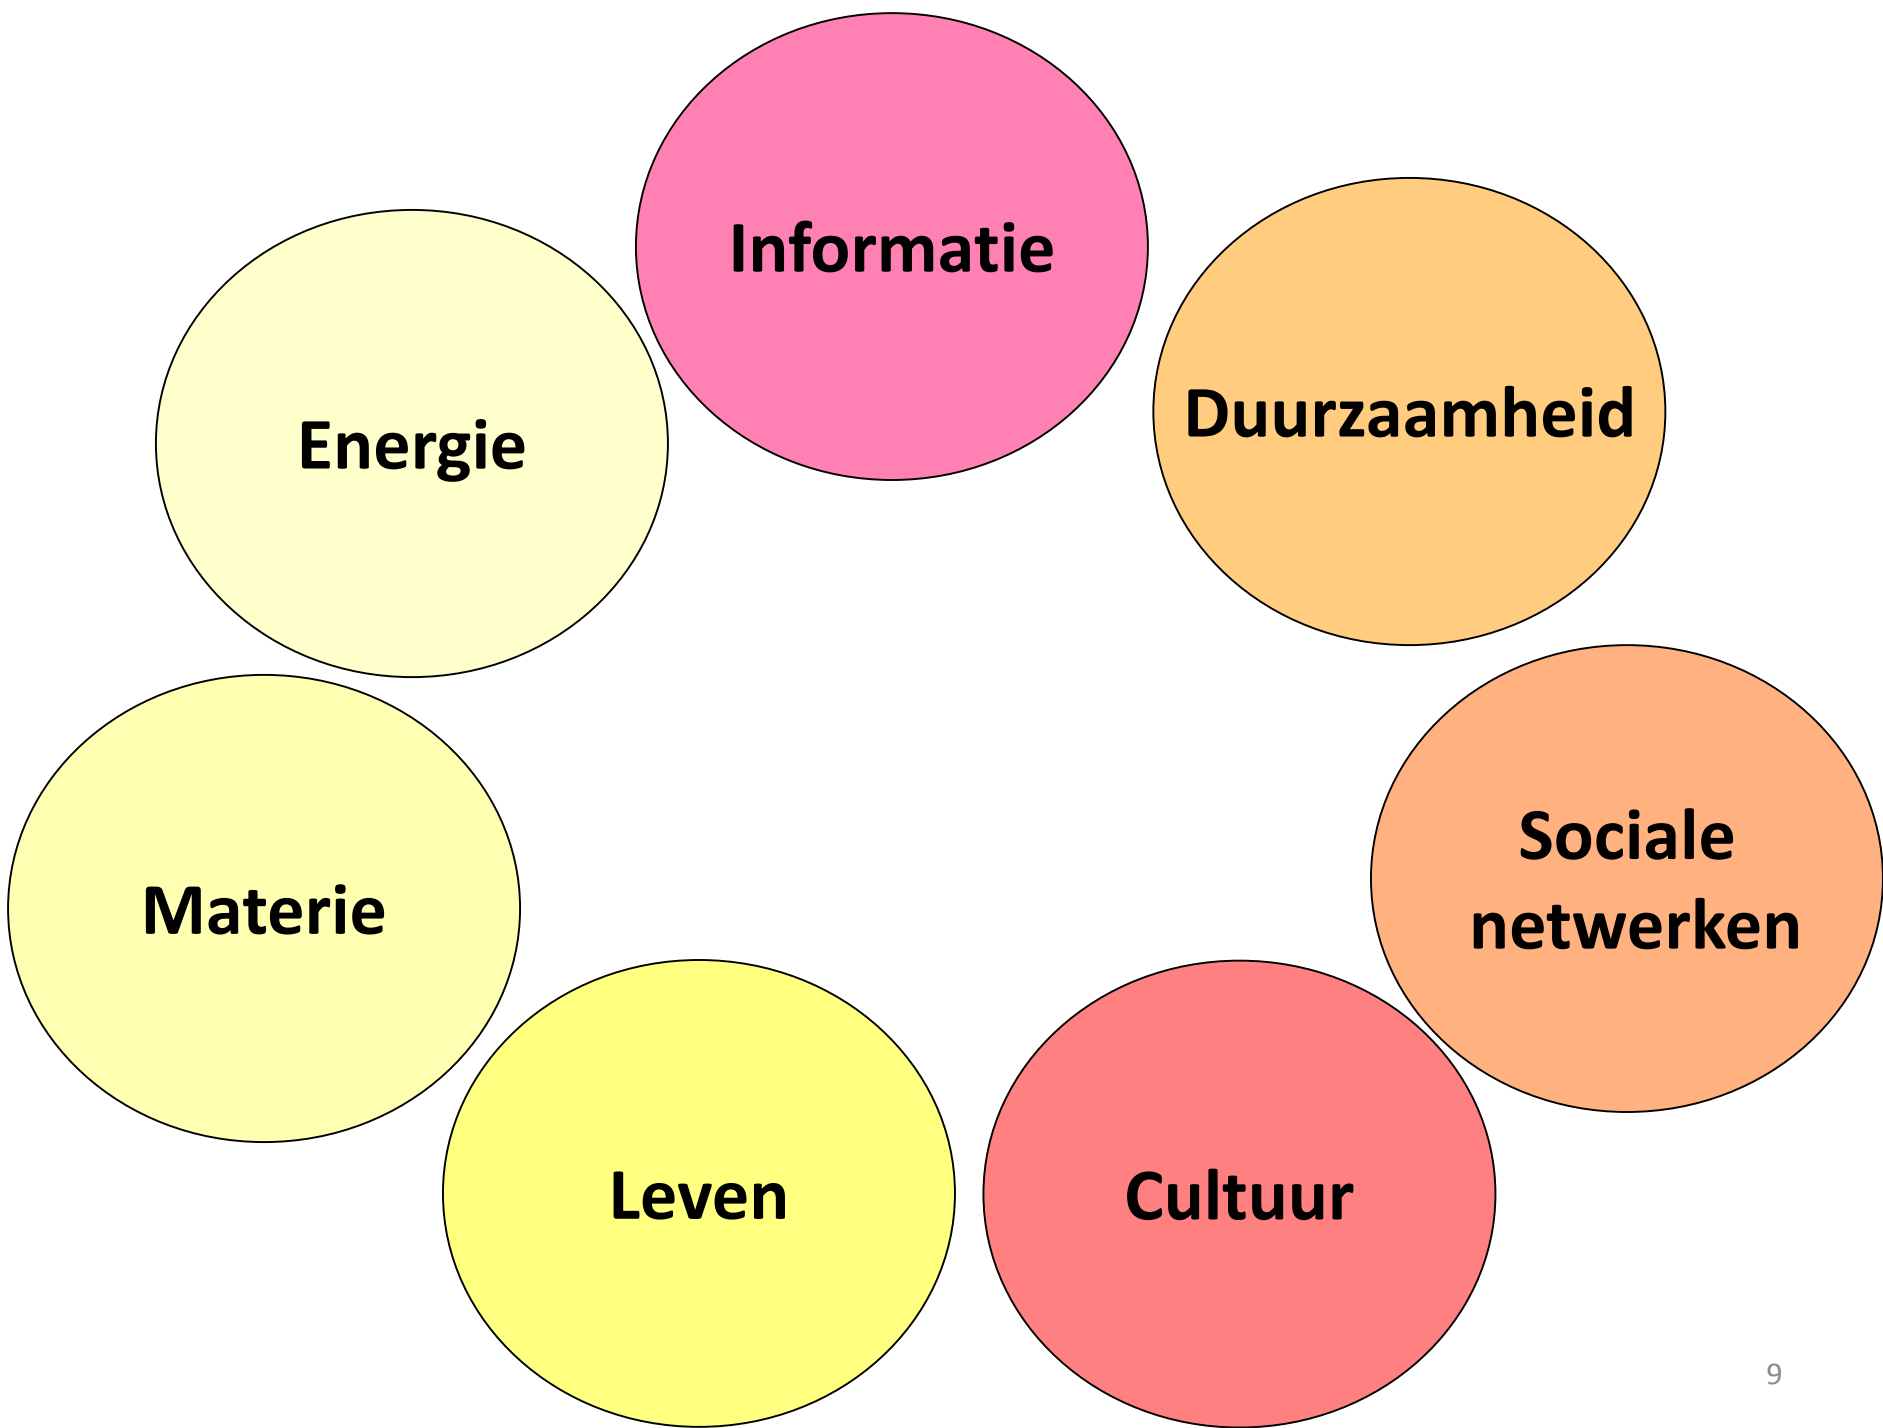 Informatie
Duurzaamheid
Energie
Sociale
netwerken
Materie
Leven
Cultuur
9